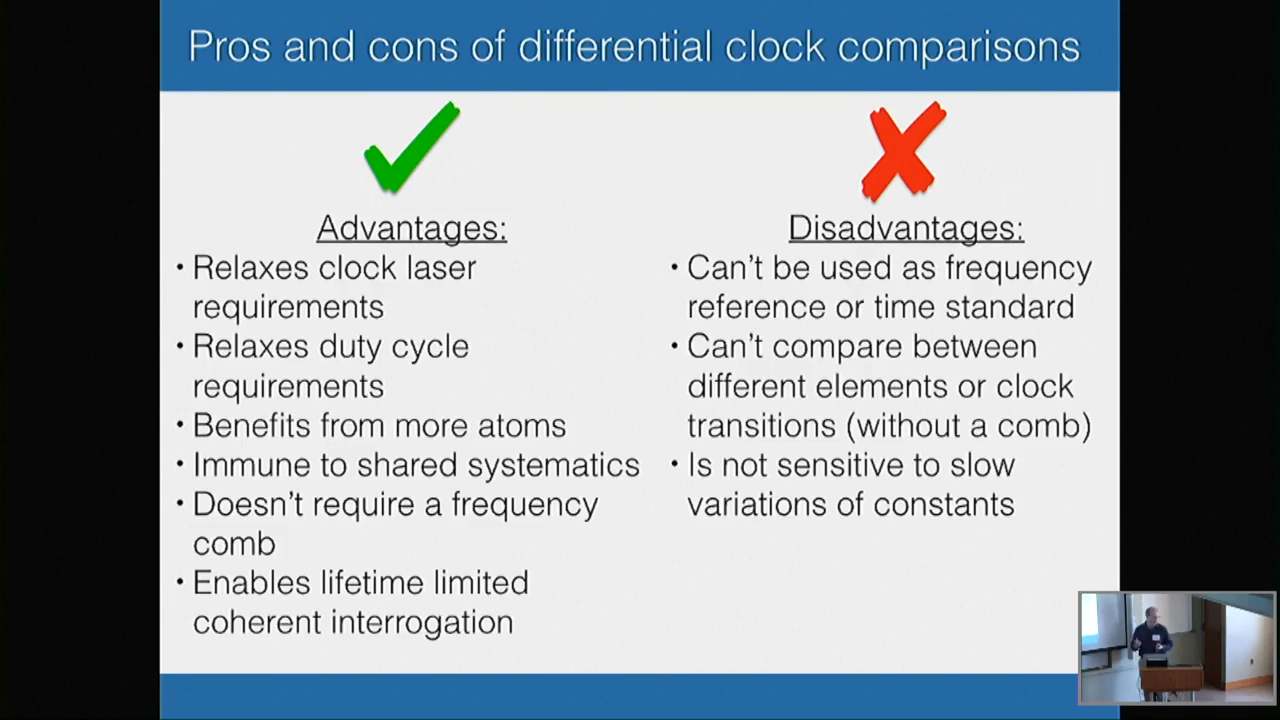 Pros and cons of differential clock comparisons
Advantages:
• Relaxes clock laser
requirements
• Relaxes duty cycle
requirements
• Benefits from more atoms
• Immune to shared systematics
• Doesn't require a frequency
comb
• Enables lifetime limited
coherent interrogation
Disadvantages:
• Can't be used as frequency
reference or time standard
• Can't compare between
different elements or clock
transitions (without a comb)
• Is not sensitive to slow
variations of constants